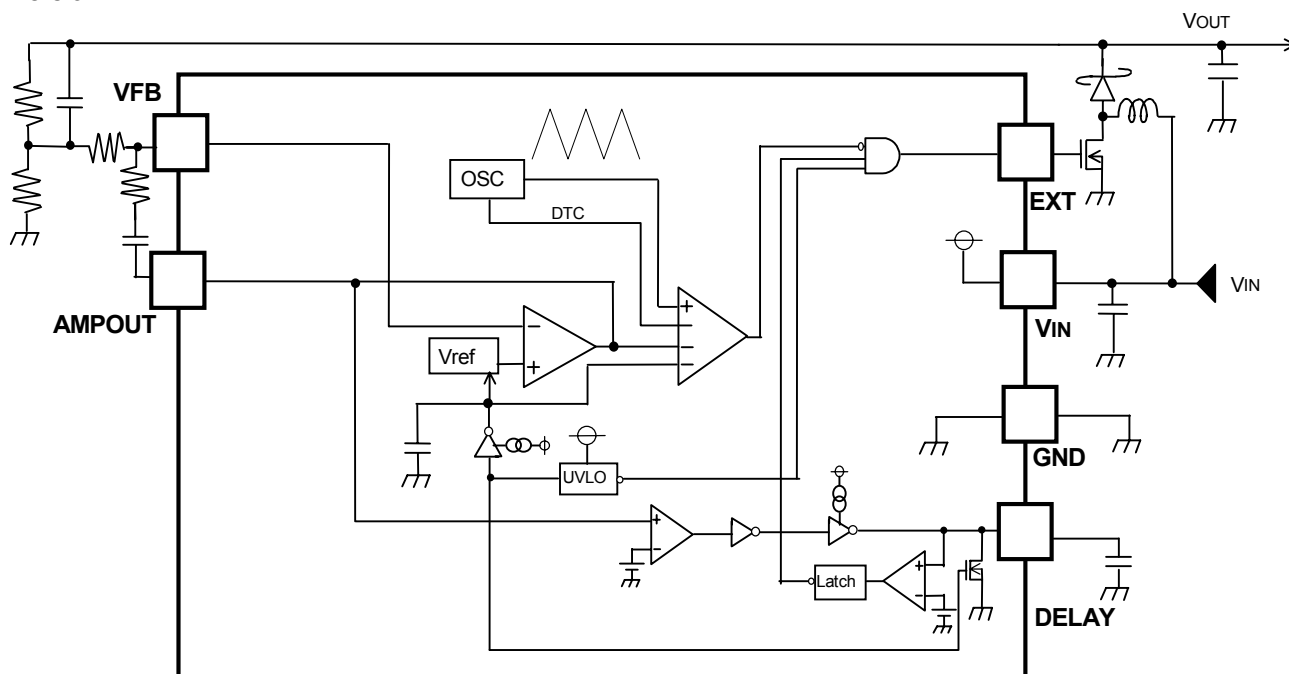 VOUT
VFB
OSC
DTC
EXT
AMPOUT
+
−
−
−
−
+
Vref
VIN
VIN
GND
UVLO
+
−
Latch
+
−
DELAY